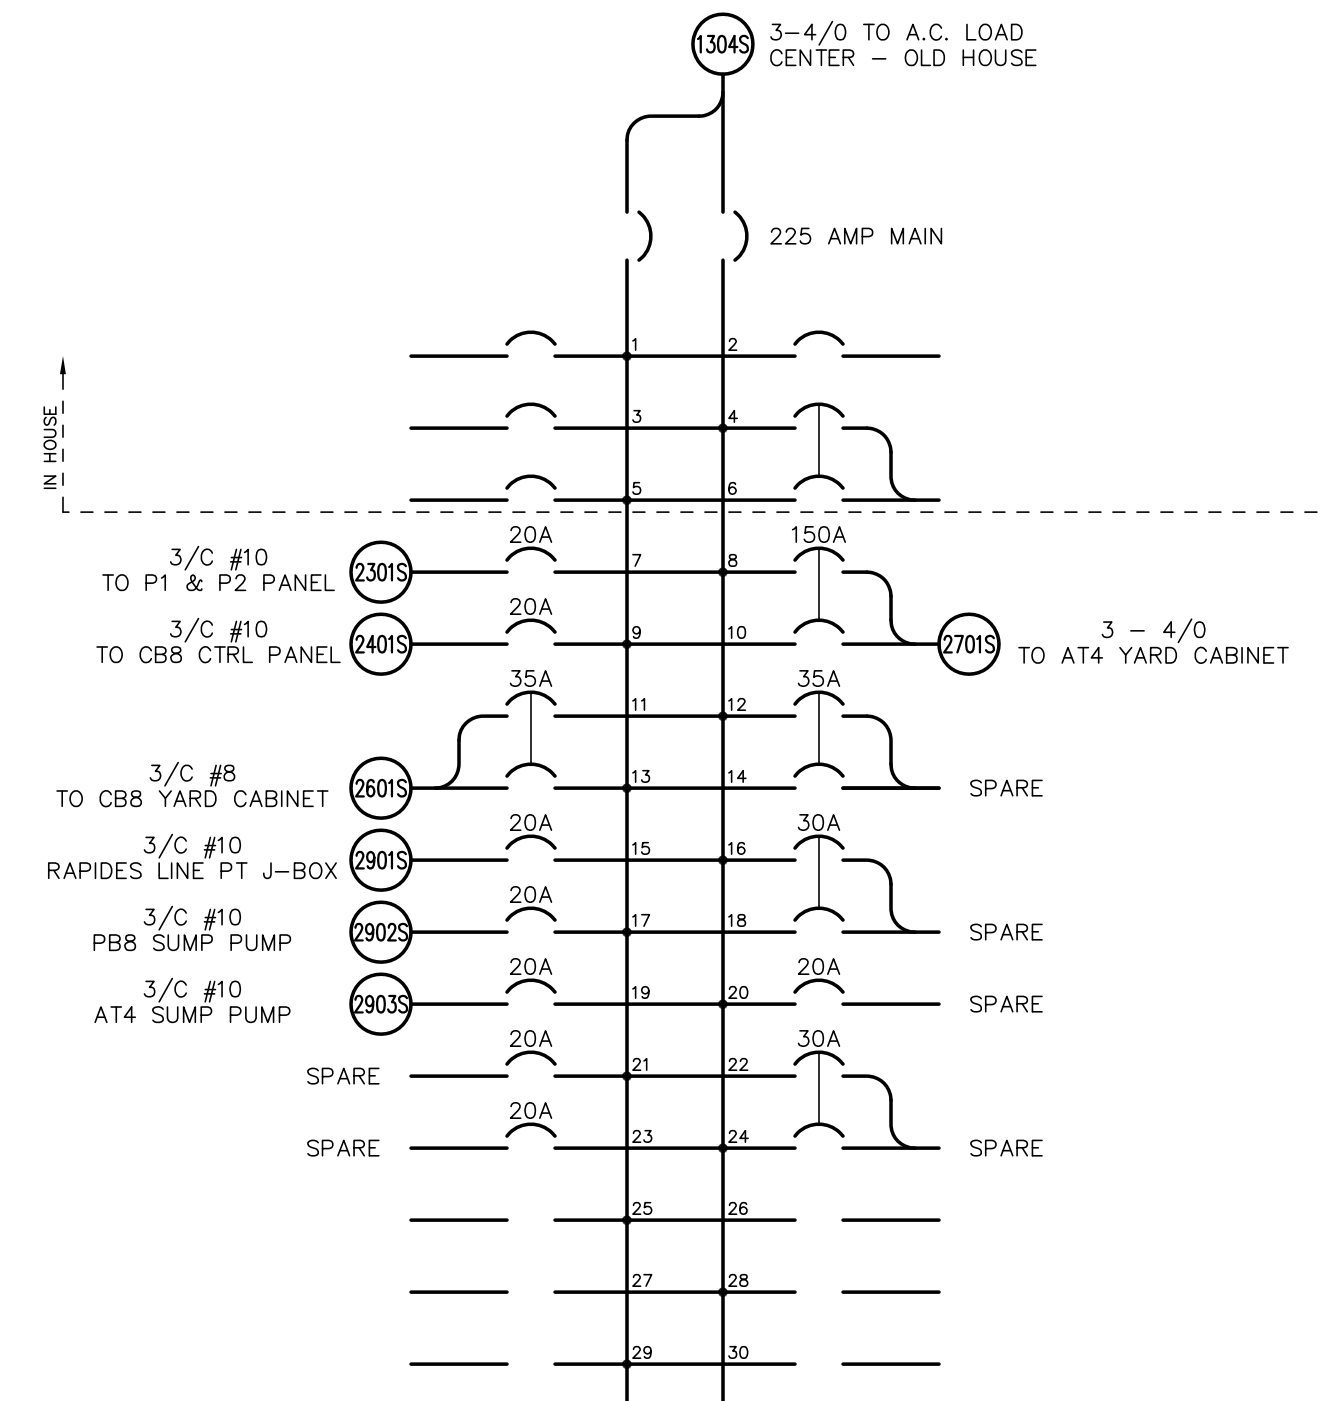 1304S
3-4/0 TO A.C. LOAD
CENTER - OLD HOUSE
225 AMP MAIN
1 2
3 4
IN HOUSE
5 6
20A 150A
3/C #10
TO P1 & P2 PANEL
2301S
7 8
20A
3/C #10
TO CB8 CTRL PANEL
2401S
9 10
2701S
3 - 4/0
TO AT4 YARD CABINET
35A 35A
11 12
3/C #8
TO CB8 YARD CABINET
2601S
13 14
SPARE
20A 30A
3/C #10
RAPIDES LINE PT J-BOX
2901S
15 16
20A
3/C #10
PB8 SUMP PUMP
2902S
17 18
SPARE
20A 20A
3/C #10
AT4 SUMP PUMP
2903S
19 20
SPARE
20A 30A
SPARE
21 22
20A
SPARE
23 24
SPARE
25 26
27 28
29 30